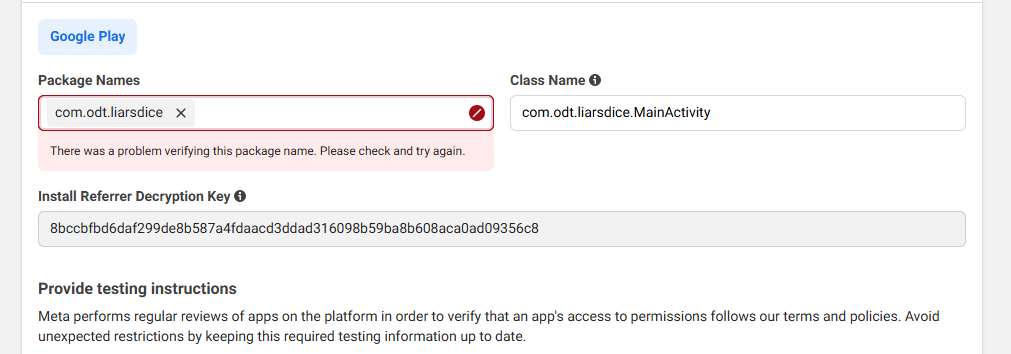 Google Play
Package Names
Class Name
com.odt.liarsdice
com.odt.liarsdice.MainActivity
There was a problem verifying this package name. Please check and try again.
Install Referrer Decryption Key
8bccbfbd6daf299de8b587a4fdaacd3ddad316098b59ba8b608aca0ad09356c8
Provide testing instructions
Meta performs regular reviews of apps on the platform in order to verify that an app's access to permissions follows our terms and policies. Avoid
unexpected restrictions by keeping this required testing information up to date.